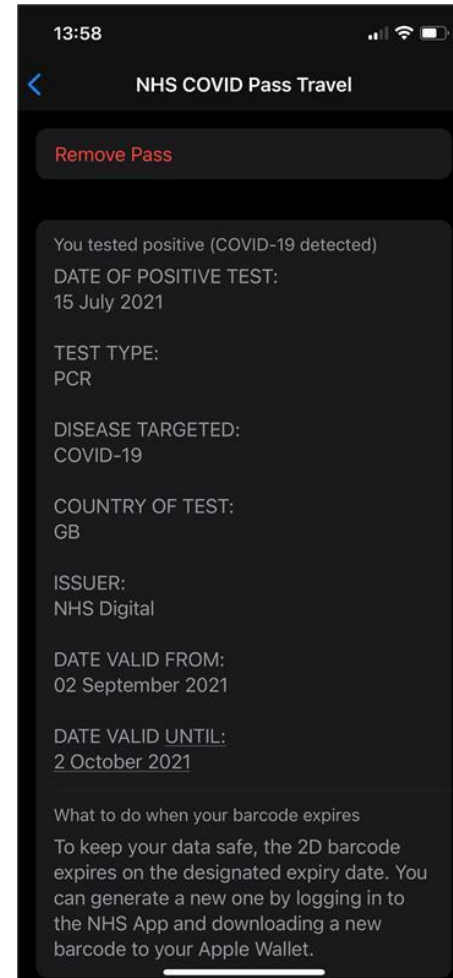 13:58
NHS COVID Pass Travel
Remove Pass
You tested positive (COVID-19 detected)
DATE OF POSITIVE TEST:
15 July 2021
TEST TYPE:
PCR
DISEASE TARGETED:
COVID-19
COUNTRY OF TEST:
GB
ISSUER:
NHS Digital
DATE VALID FROM:
02 September 2021
DATE VALID UNTIL:
2 October 2021
What to do when your barcode expires
To keep your data safe, the 2D barcode
expires on the designated expiry date. You
can generate a new one by logging in to
the NHS App and downloading a new
barcode to your Apple Wallet.